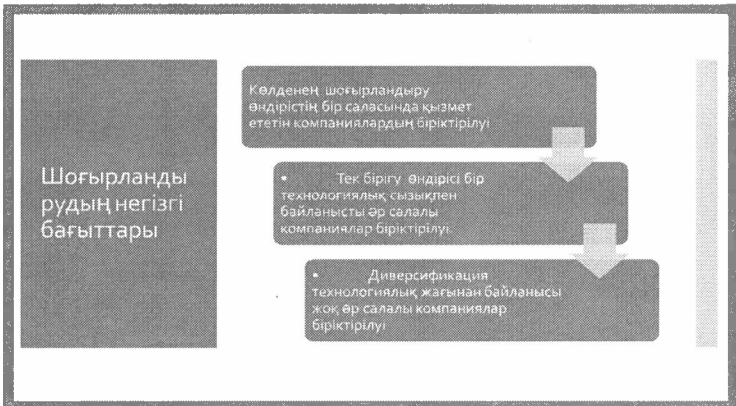 Шоғырланды
рудың негізгі
бағыттары
Көлденең шоғырландыру
өндірістің бір саласында қызмет
ететін компаниялардың біріктірілуі
• Тек бірігу өндірісі бір
технологиялық сызықпен
байланысты әр салалы
компаниялар біріктірілуі.
• Диверсификация
технологиялық жағынан байланысы
жоқ әр салалы компаниялар
біріктірілуі